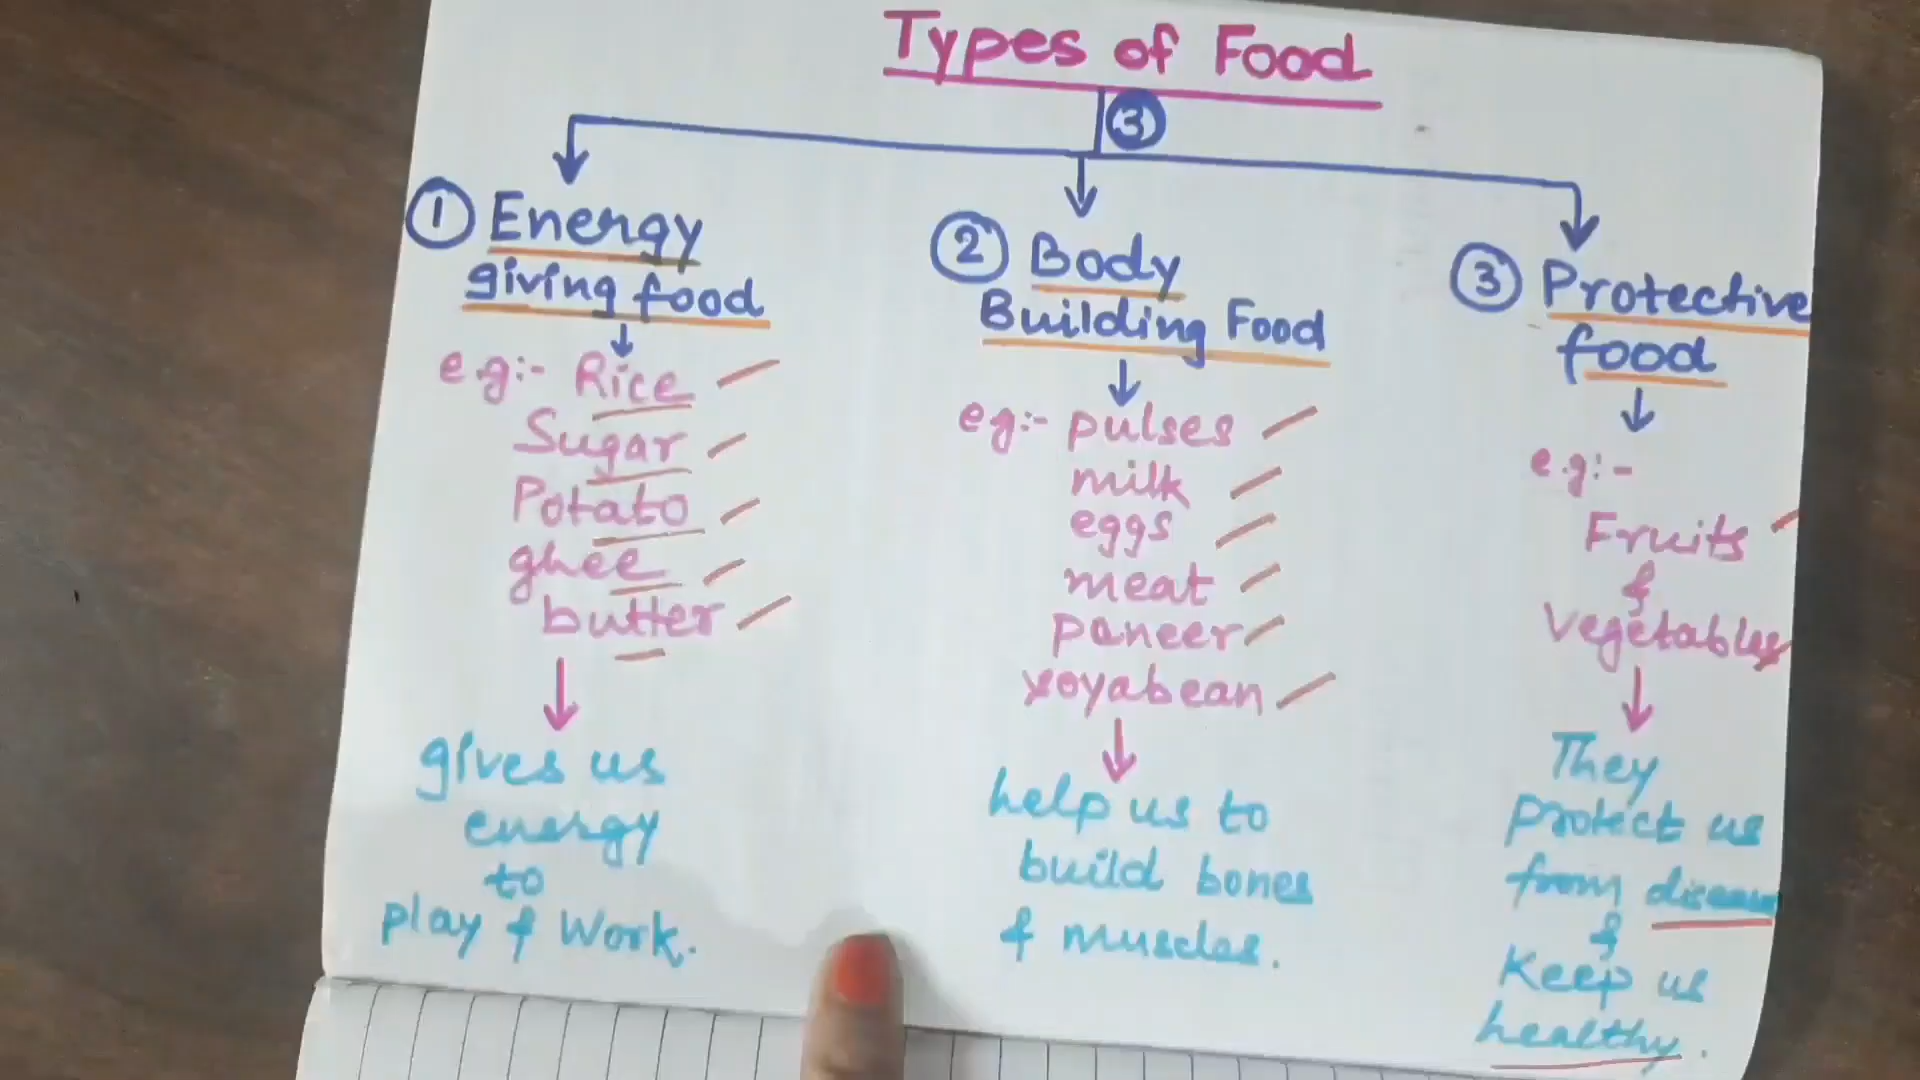 Types of Food
③
① Energy
giving food
e.g:- Rice
Sugar
Potato
ghee
butter
gives us
energy
to
play & work.
② Body
Building Food
eg:- pulses
milk
eggs
meat
paneer
xoyabean
help us to
build bones
& muscles.
③ Protective
food
e.g:-
Fruits
&
Vegetables
They
protect us
from
&
Keep us
healthy.